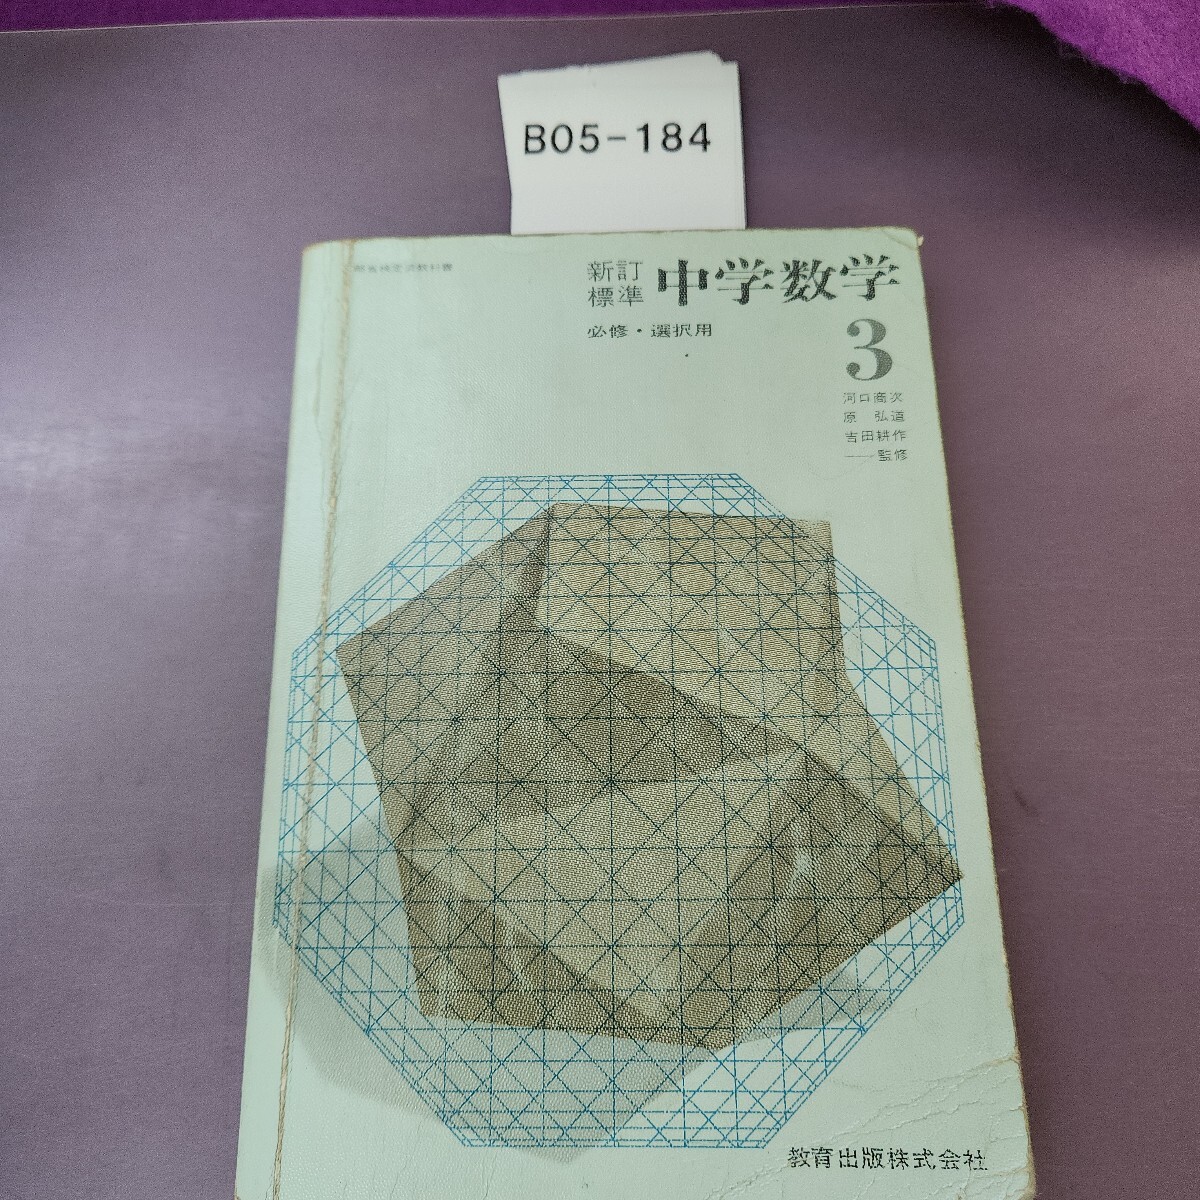 B05-184
部省検定済教科書
新訂
標準
中学数学
必修・選択用
3
河口商次
原 弘道
吉田耕作
——監修
教育出版株式会社